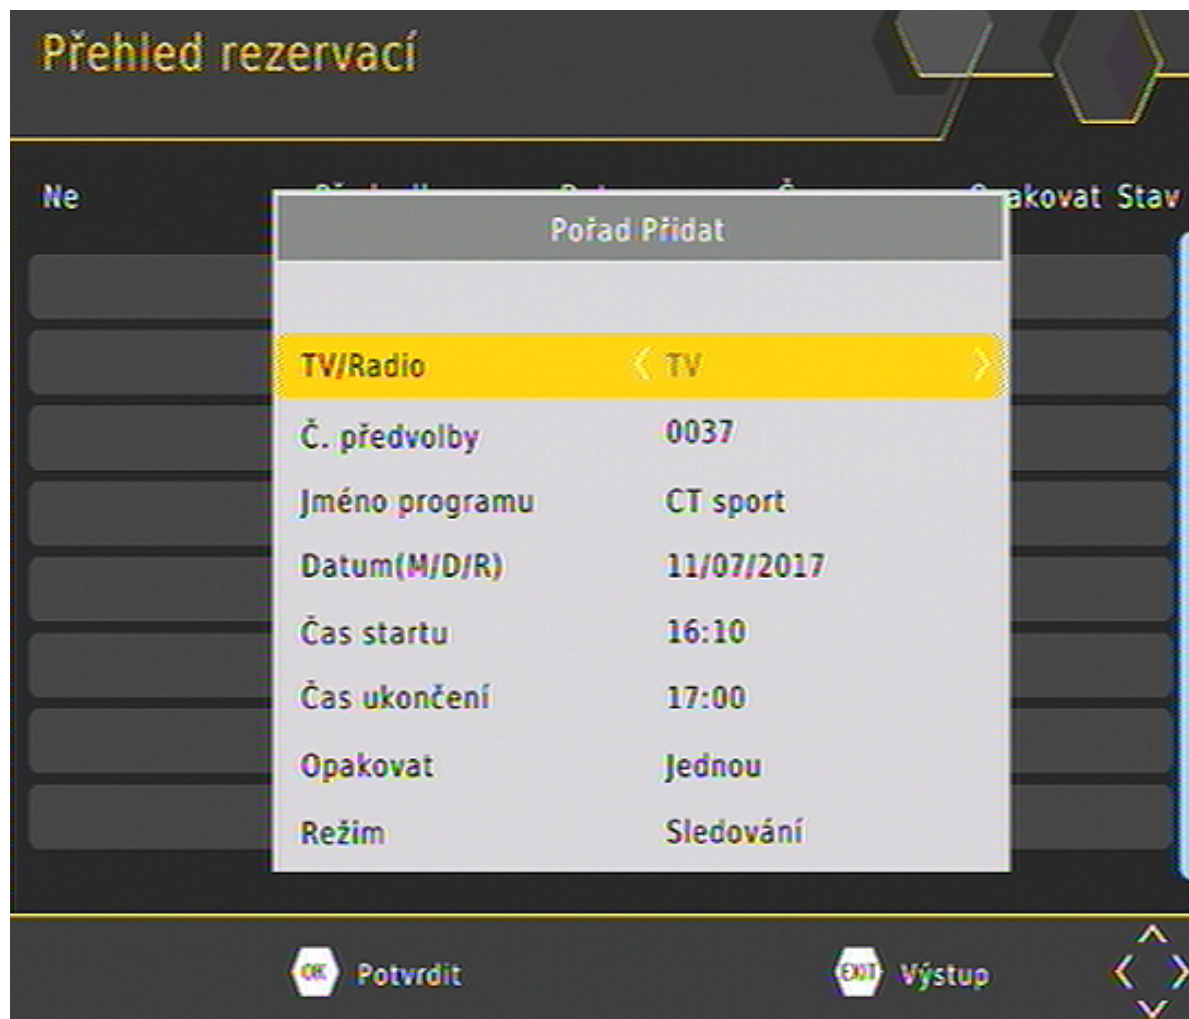 Přehled rezervací
Ne akovat Stav
Pořad Přidat
TV/Radio TV
Č. předvolby 0037
Jméno programu CT sport
Datum(M/D/R) 11/07/2017
Čas startu 16:10
Čas ukončení 17:00
Opakovat Jednou
Režim Sledování
OK Potvrdit EXIT Výstup